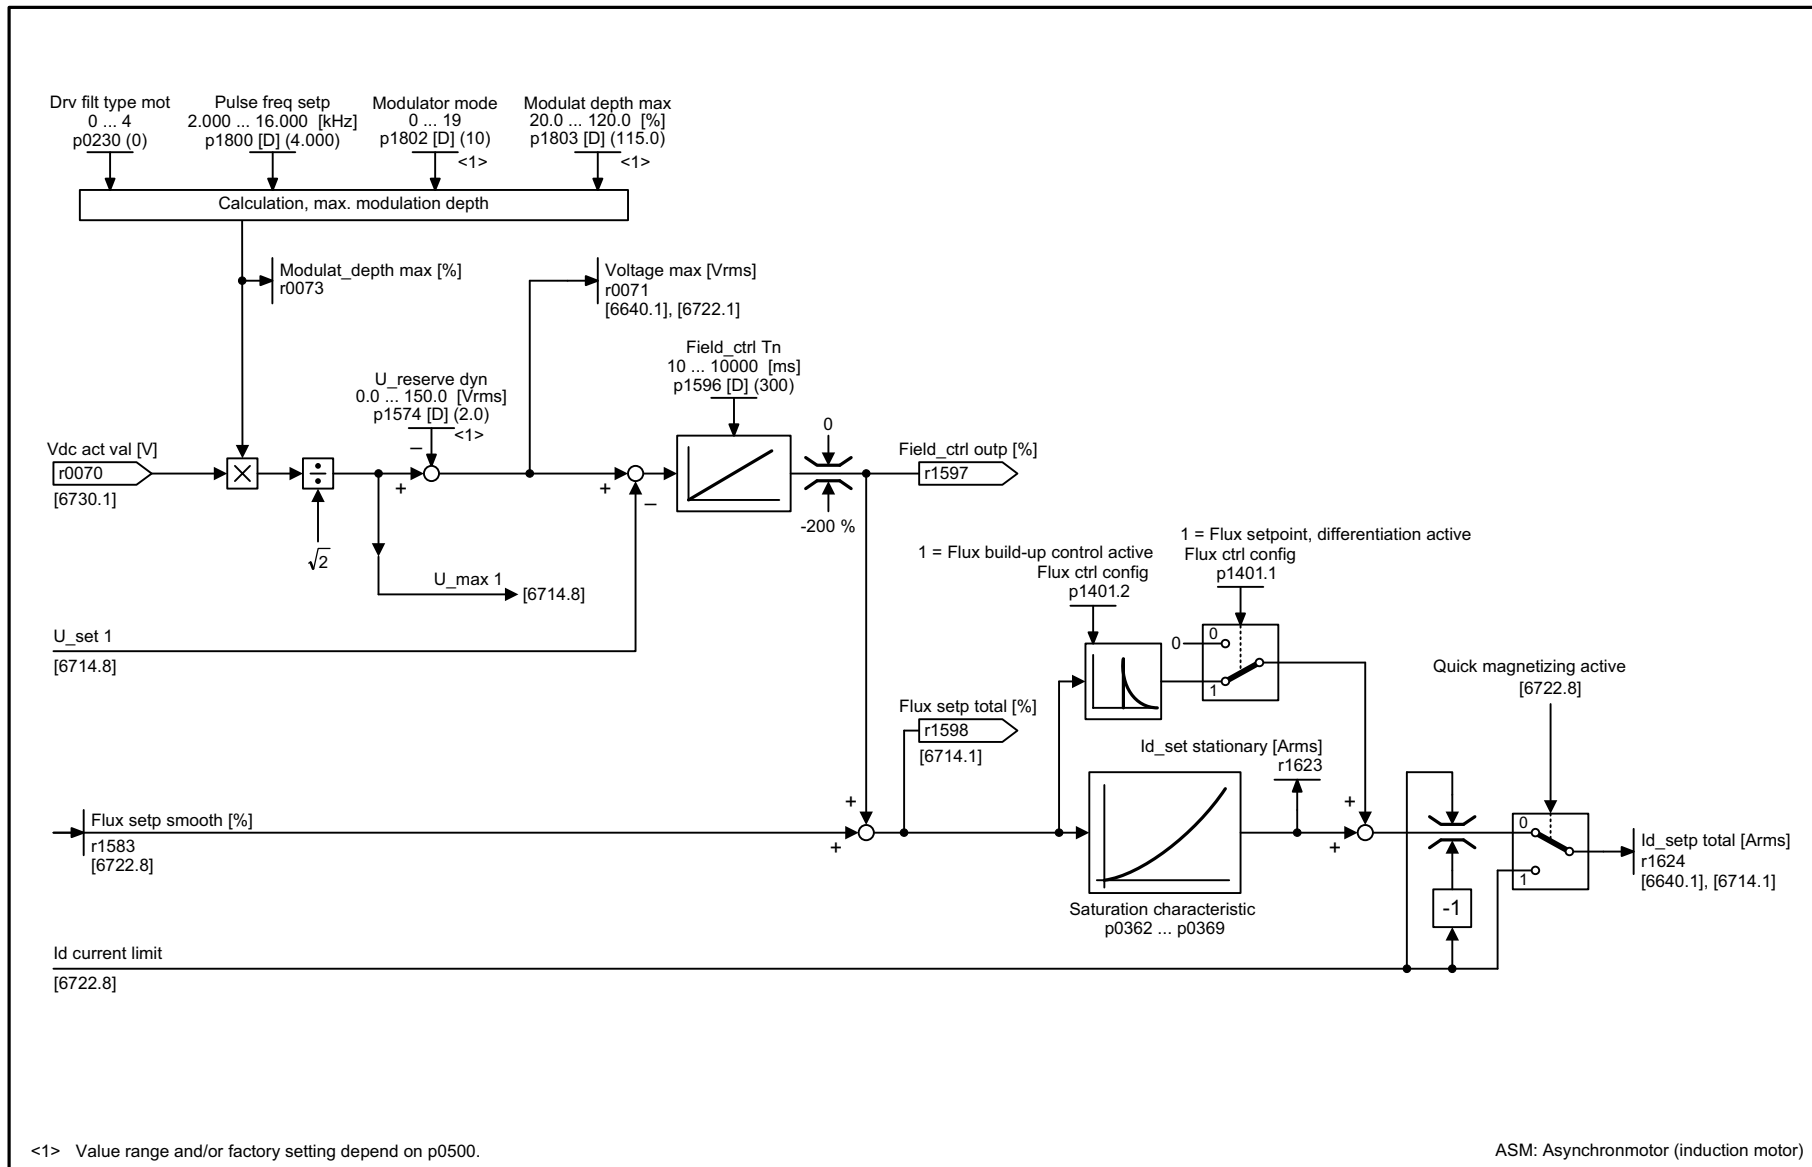 Drv filt type mot
0 ... 4
p0230 (0)
Pulse freq setp
2.000 ... 16.000 [kHz]
p1800 [D] (4.000)
Modulator mode
0 ... 19
p1802 [D] (10)
<1>
Modulat depth max
20.0 ... 120.0 [%]
p1803 [D] (115.0)
<1>
Calculation, max. modulation depth
Modulat_depth max [%]
r0073
Voltage max [Vrms]
r0071
[6640.1], [6722.1]
Field_ctrl Tn
10 ... 10000 [ms]
p1596 [D] (300)
U_reserve dyn
0.0 ... 150.0 [Vrms]
p1574 [D] (2.0)
<1>
–
Vdc act val [V]
r0070
[6730.1]
×
÷
√2
+
+
–
0
-200 %
Field_ctrl outp [%]
r1597
U_max 1
[6714.8]
U_set 1
[6714.8]
1 = Flux build-up control active
Flux ctrl config
p1401.2
1 = Flux setpoint, differentiation active
Flux ctrl config
p1401.1
0
0
1
Quick magnetizing active
[6722.8]
Flux setp total [%]
r1598
[6714.1]
Id_set stationary [Arms]
r1623
Flux setp smooth [%]
r1583
[6722.8]
+
+
+
+
Saturation characteristic
p0362 ... p0369
-1
0
1
Id_setp total [Arms]
r1624
[6640.1], [6714.1]
Id current limit
[6722.8]
<1> Value range and/or factory setting depend on p0500.
ASM: Asynchronmotor (induction motor)